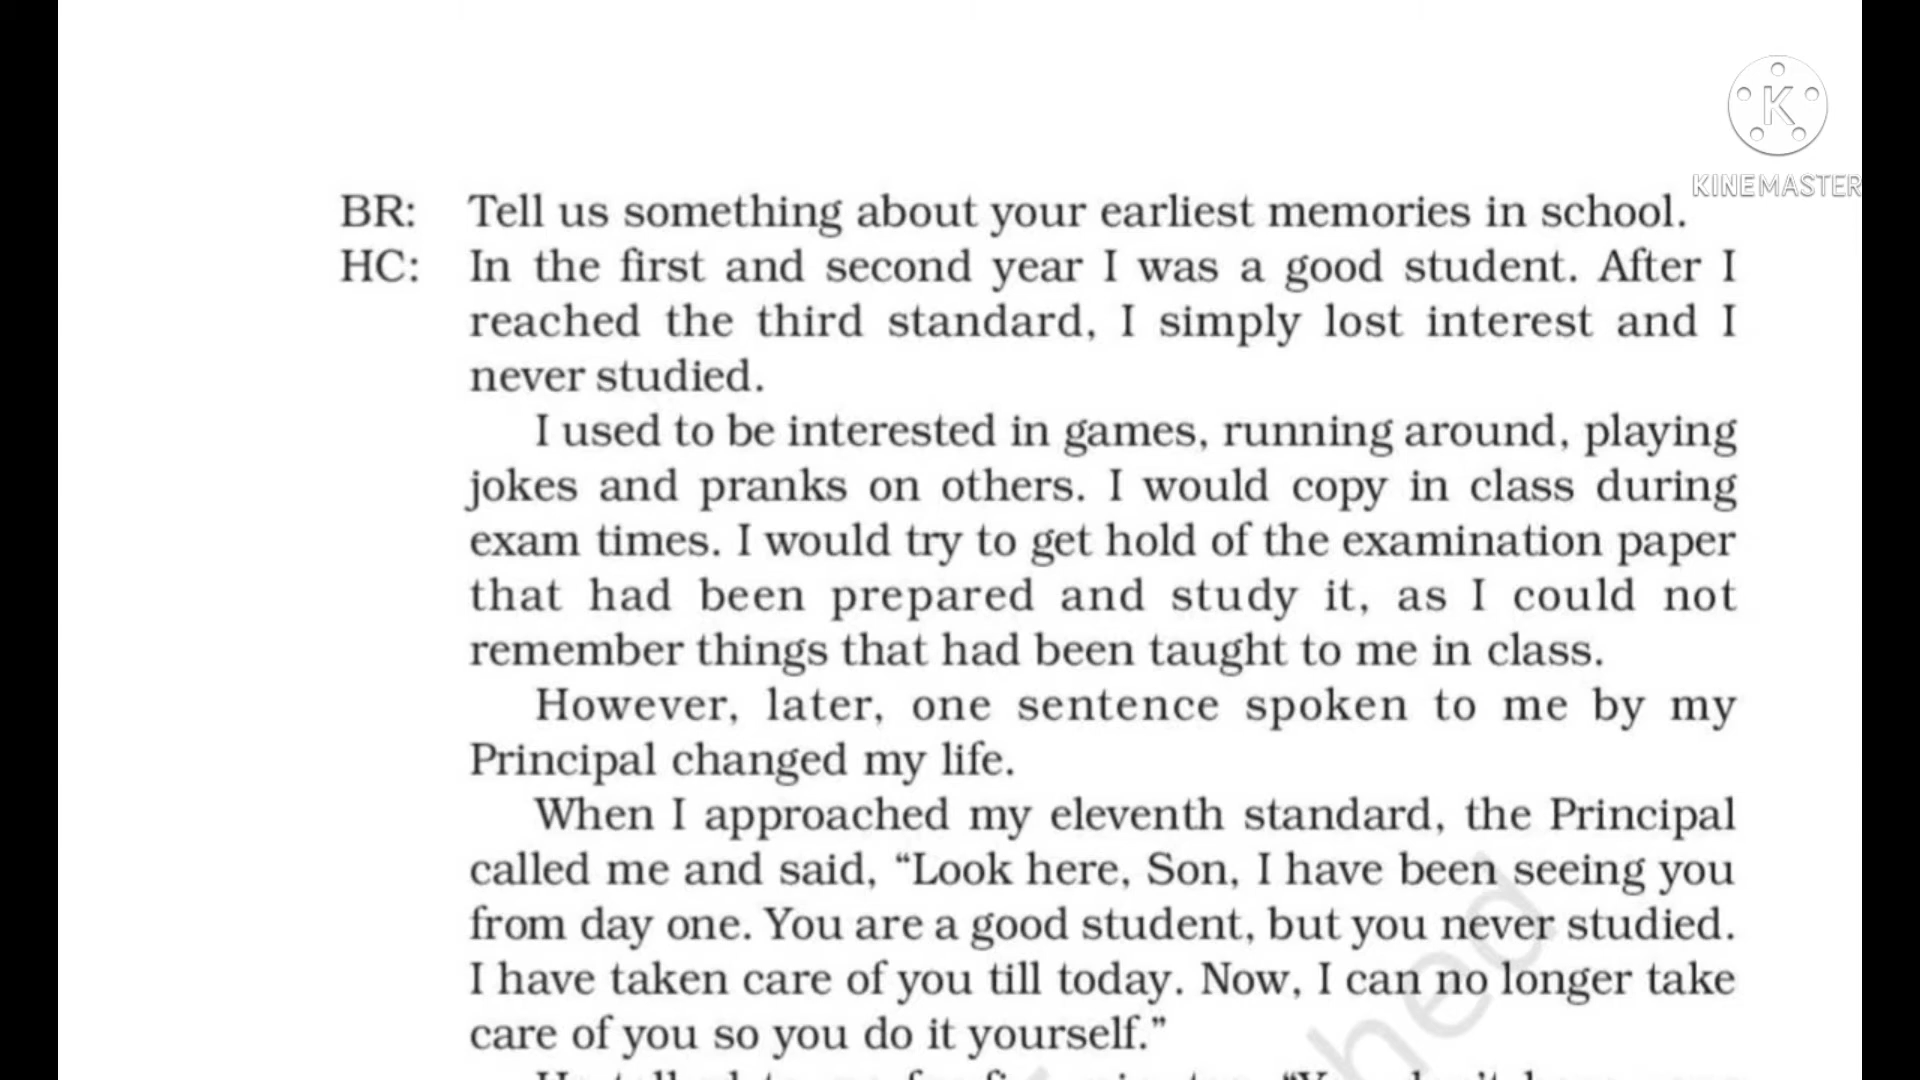 KINEMASTER
BR: Tell us something about your earliest memories in school.
HC: In the first and second year I was a good student. After I
reached the third standard, I simply lost interest and I
never studied.
I used to be interested in games, running around, playing
jokes and pranks on others. I would copy in class during
exam times. I would try to get hold of the examination paper
that had been prepared and study it, as I could not
remember things that had been taught to me in class.
However, later, one sentence spoken to me by my
Principal changed my life.
When I approached my eleventh standard, the Principal
called me and said, “Look here, Son, I have been seeing you
from day one. You are a good student, but you never studied.
I have taken care of you till today. Now, I can no longer take
care of you so you do it yourself.”